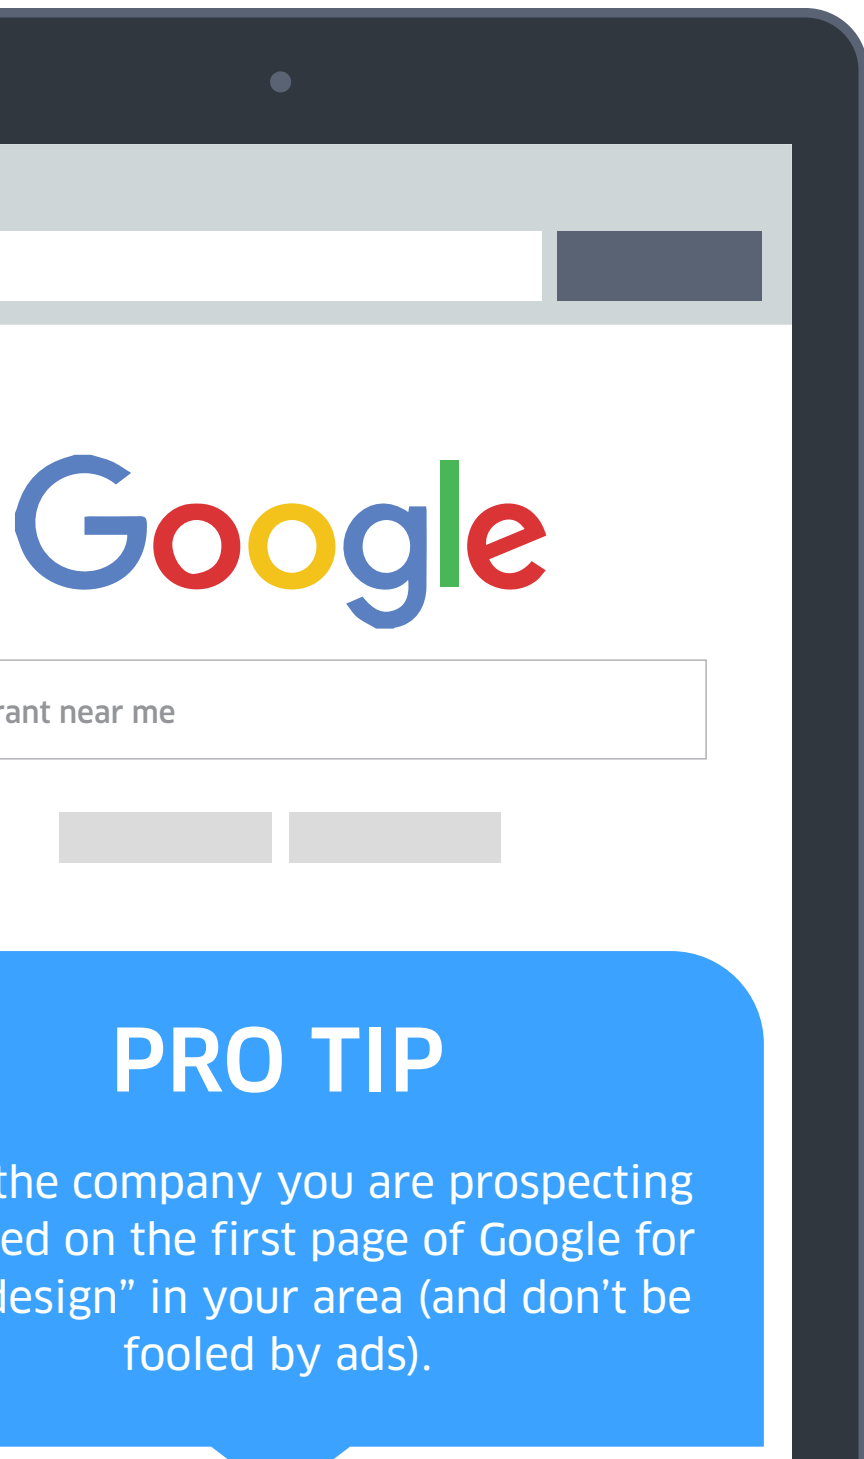 Google
rant near me
PRO TIP
the company you are prospecting
ed on the first page of Google for
design” in your area (and don’t be
fooled by ads).